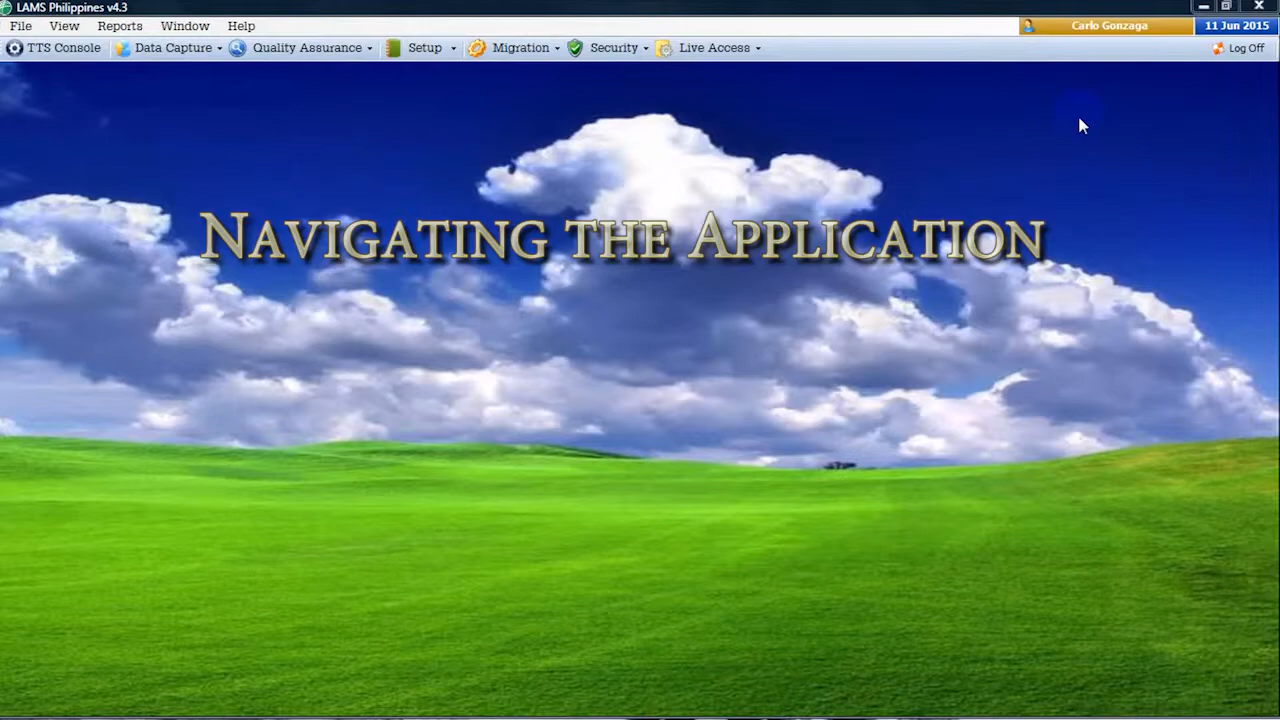 LAMS Philippines v4.3
File View Reports Window Help Carlo Gonzaga 11 Jun 2015
TTS Console Data Capture Quality Assurance Setup Migration Security Live Access Log Off
NAVIGATING THE APPLICATION